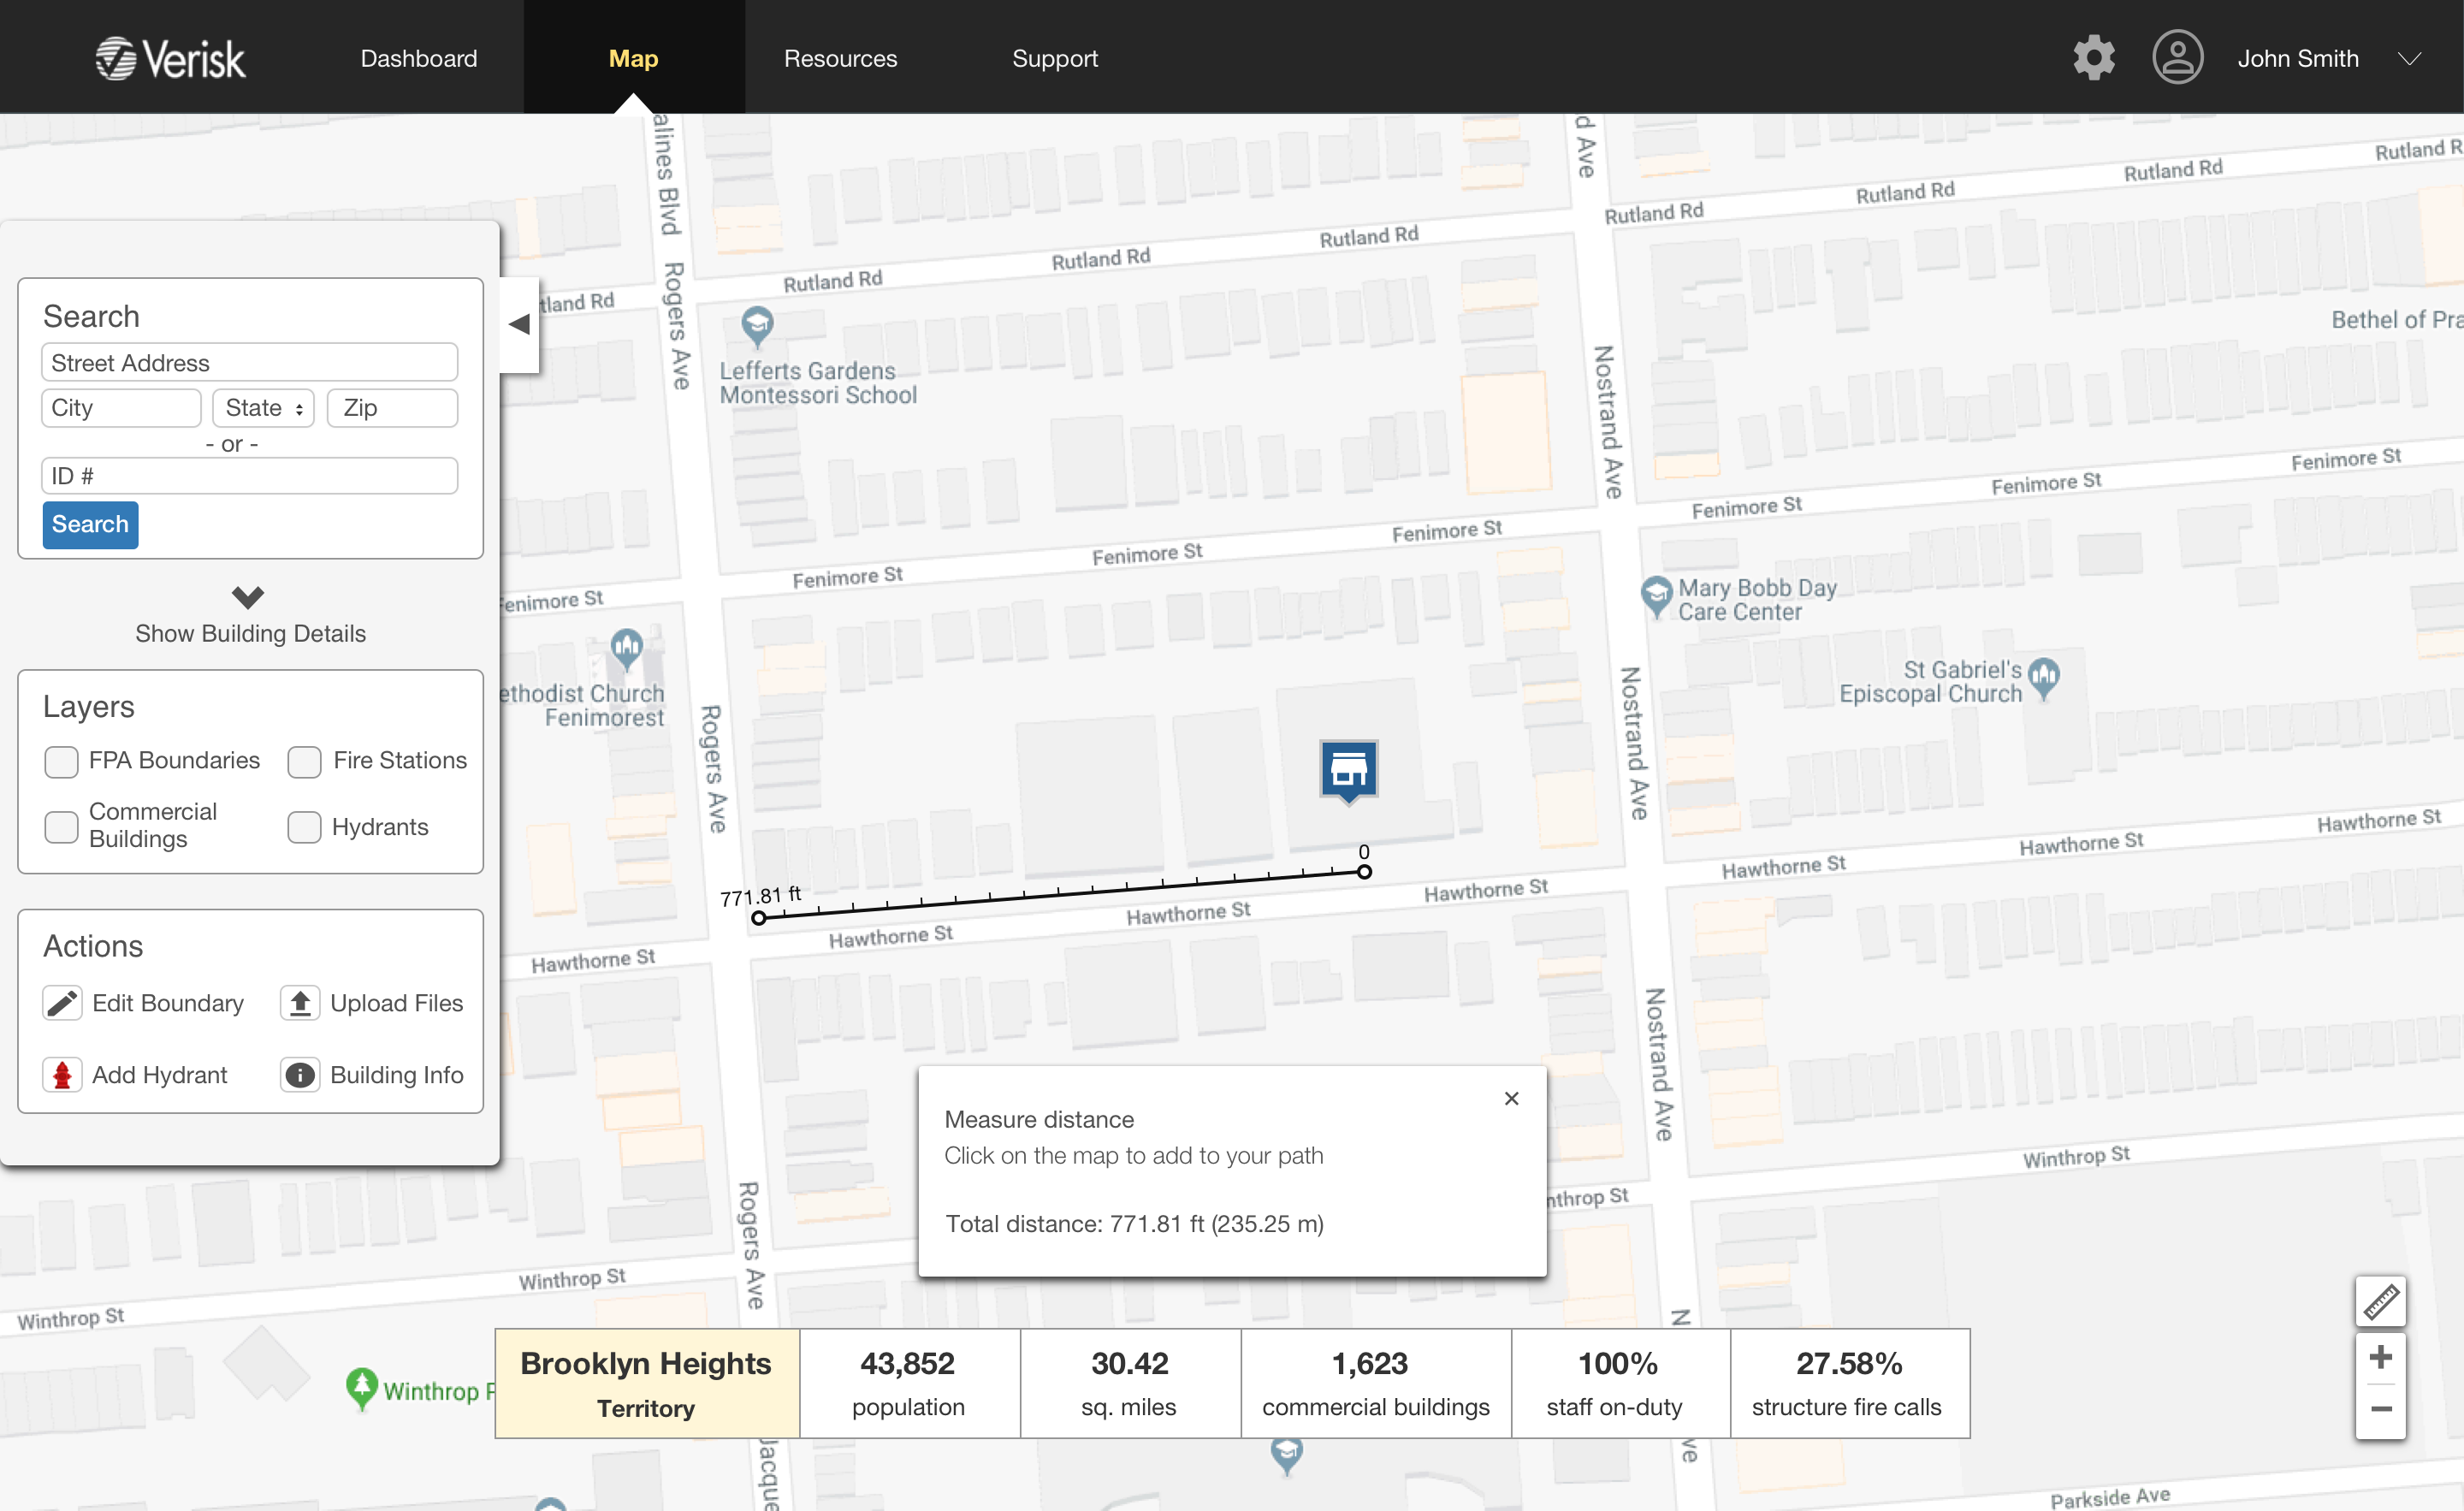 Verisk
Dashboard
Map
Resources
Support
John Smith
Search
Street Address
City
State
Zip
- or -
ID #
Search
Show Building Details
Layers
FPA Boundaries
Fire Stations
Commercial
Buildings
Hydrants
Actions
Edit Boundary
Upload Files
Add Hydrant
Building Info
alines Blvd
Rogers Ave
Rogers Ave
Rogers Ave
Jacque
d Ave
Nostrand Ave
Nostrand Ave
Nostrand Ave
N
ve
tland Rd
Rutland Rd
Rutland Rd
Rutland Rd
Rutland Rd
Rutland Rd
Rutland Rd
Rutland R
Lefferts Gardens
Montessori School
Bethel of Pra
enimore St
Fenimore St
Fenimore St
Fenimore St
Fenimore St
Fenimore St
Fenimore St
ethodist Church
Fenimorest
Mary Bobb Day
Care Center
St Gabriel's
Episcopal Church
0
771.81 ft
Hawthorne St
Hawthorne St
Hawthorne St
Hawthorne St
Hawthorne St
Hawthorne St
Hawthorne St
Measure distance
Click on the map to add to your path
Total distance: 771.81 ft (235.25 m)
Winthrop St
Winthrop St
nthrop St
Winthrop St
Winthrop P
Brooklyn Heights
Territory
43,852
population
30.42
sq. miles
1,623
commercial buildings
100%
staff on-duty
27.58%
structure fire calls
Parkside Ave